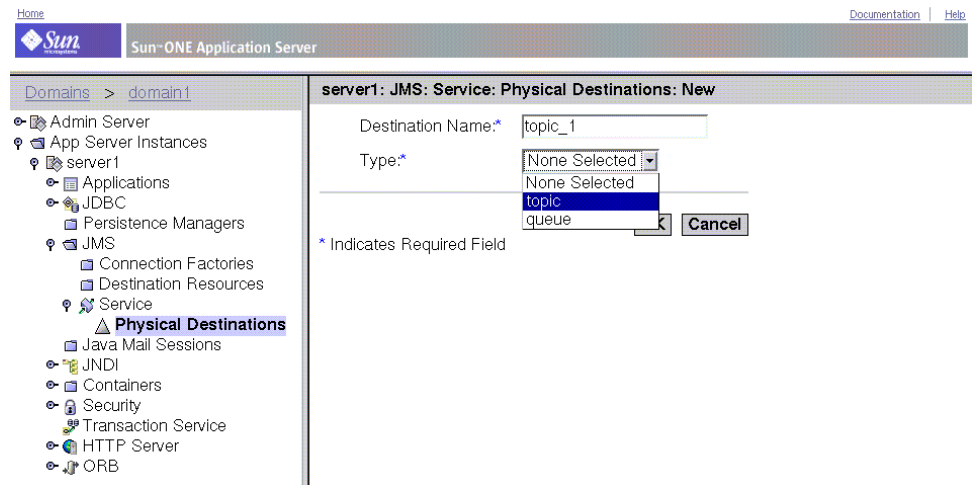 Home
Documentation | Help
Sun
microsystems
Sun™ONE Application Server
Domains > domain1
server1: JMS: Service: Physical Destinations: New
Admin Server
App Server Instances
server1
Applications
JDBC
Persistence Managers
JMS
Connection Factories
Destination Resources
Service
Physical Destinations
Java Mail Sessions
JNDI
Containers
Security
Transaction Service
HTTP Server
ORB
Destination Name:* topic_1
Type:* None Selected
None Selected
topic
queue
K Cancel
* Indicates Required Field